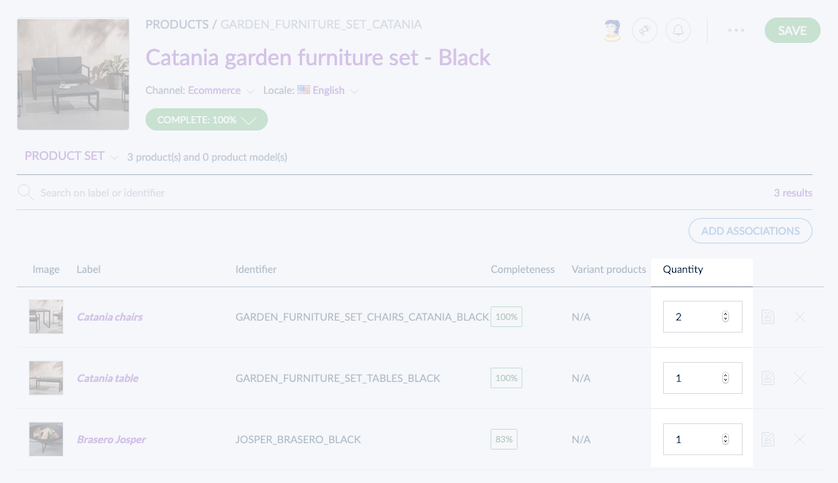 PRODUCTS / GARDEN_FURNITURE_SET_CATANIA
SAVE
Catania garden furniture set - Black
Channel: Ecommerce Locale: English
COMPLETE: 100%
PRODUCT SET 3 product(s) and 0 product model(s)
Search on label or identifier 3 results
ADD ASSOCIATIONS
Image Label Identifier Completeness Variant products Quantity
Catania chairs GARDEN_FURNITURE_SET_CHAIRS_CATANIA_BLACK 100% N/A 2
Catania table GARDEN_FURNITURE_SET_TABLES_BLACK 100% N/A 1
Brasero Josper JOSPER_BRASERO_BLACK 83% N/A 1